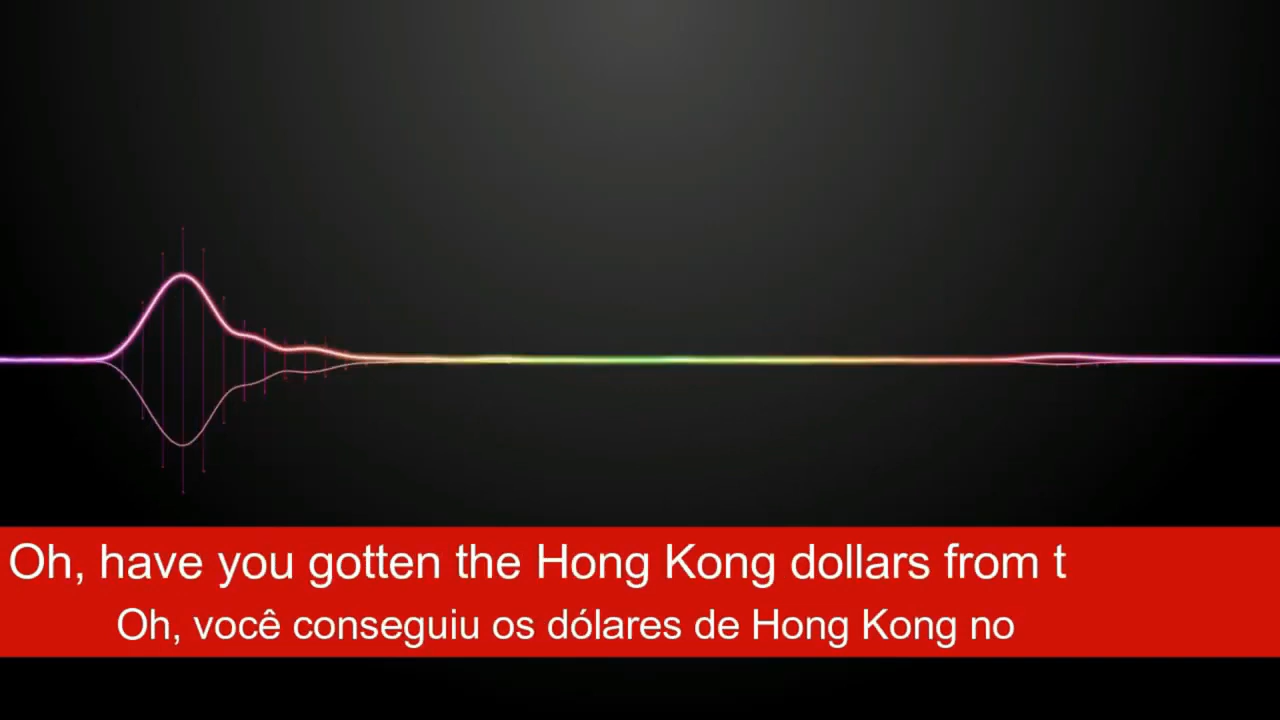 Oh, have you gotten the Hong Kong dollars from t
Oh, você conseguiu os dólares de Hong Kong no